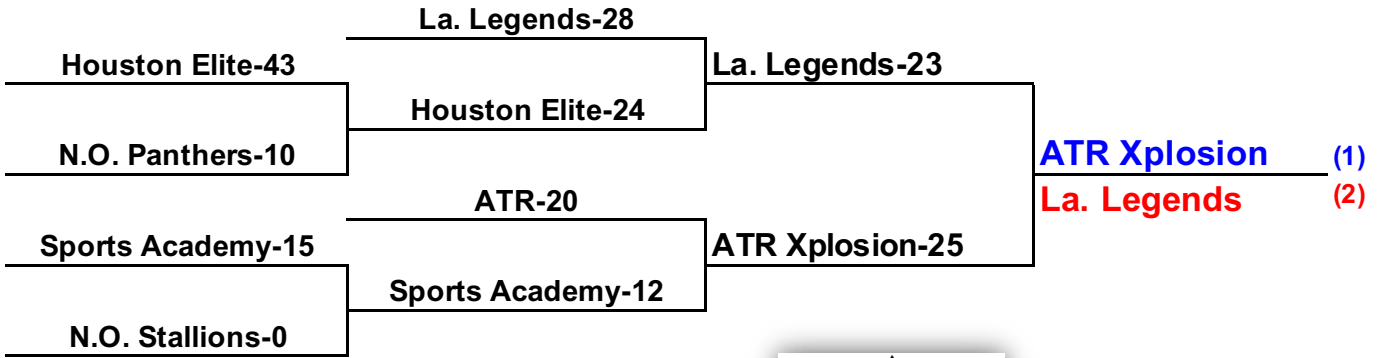 La. Legends-28
Houston Elite-43
La. Legends-23
Houston Elite-24
N.O. Panthers-10
ATR Xplosion (1)
ATR-20
La. Legends (2)
Sports Academy-15
ATR Xplosion-25
Sports Academy-12
N.O. Stallions-0